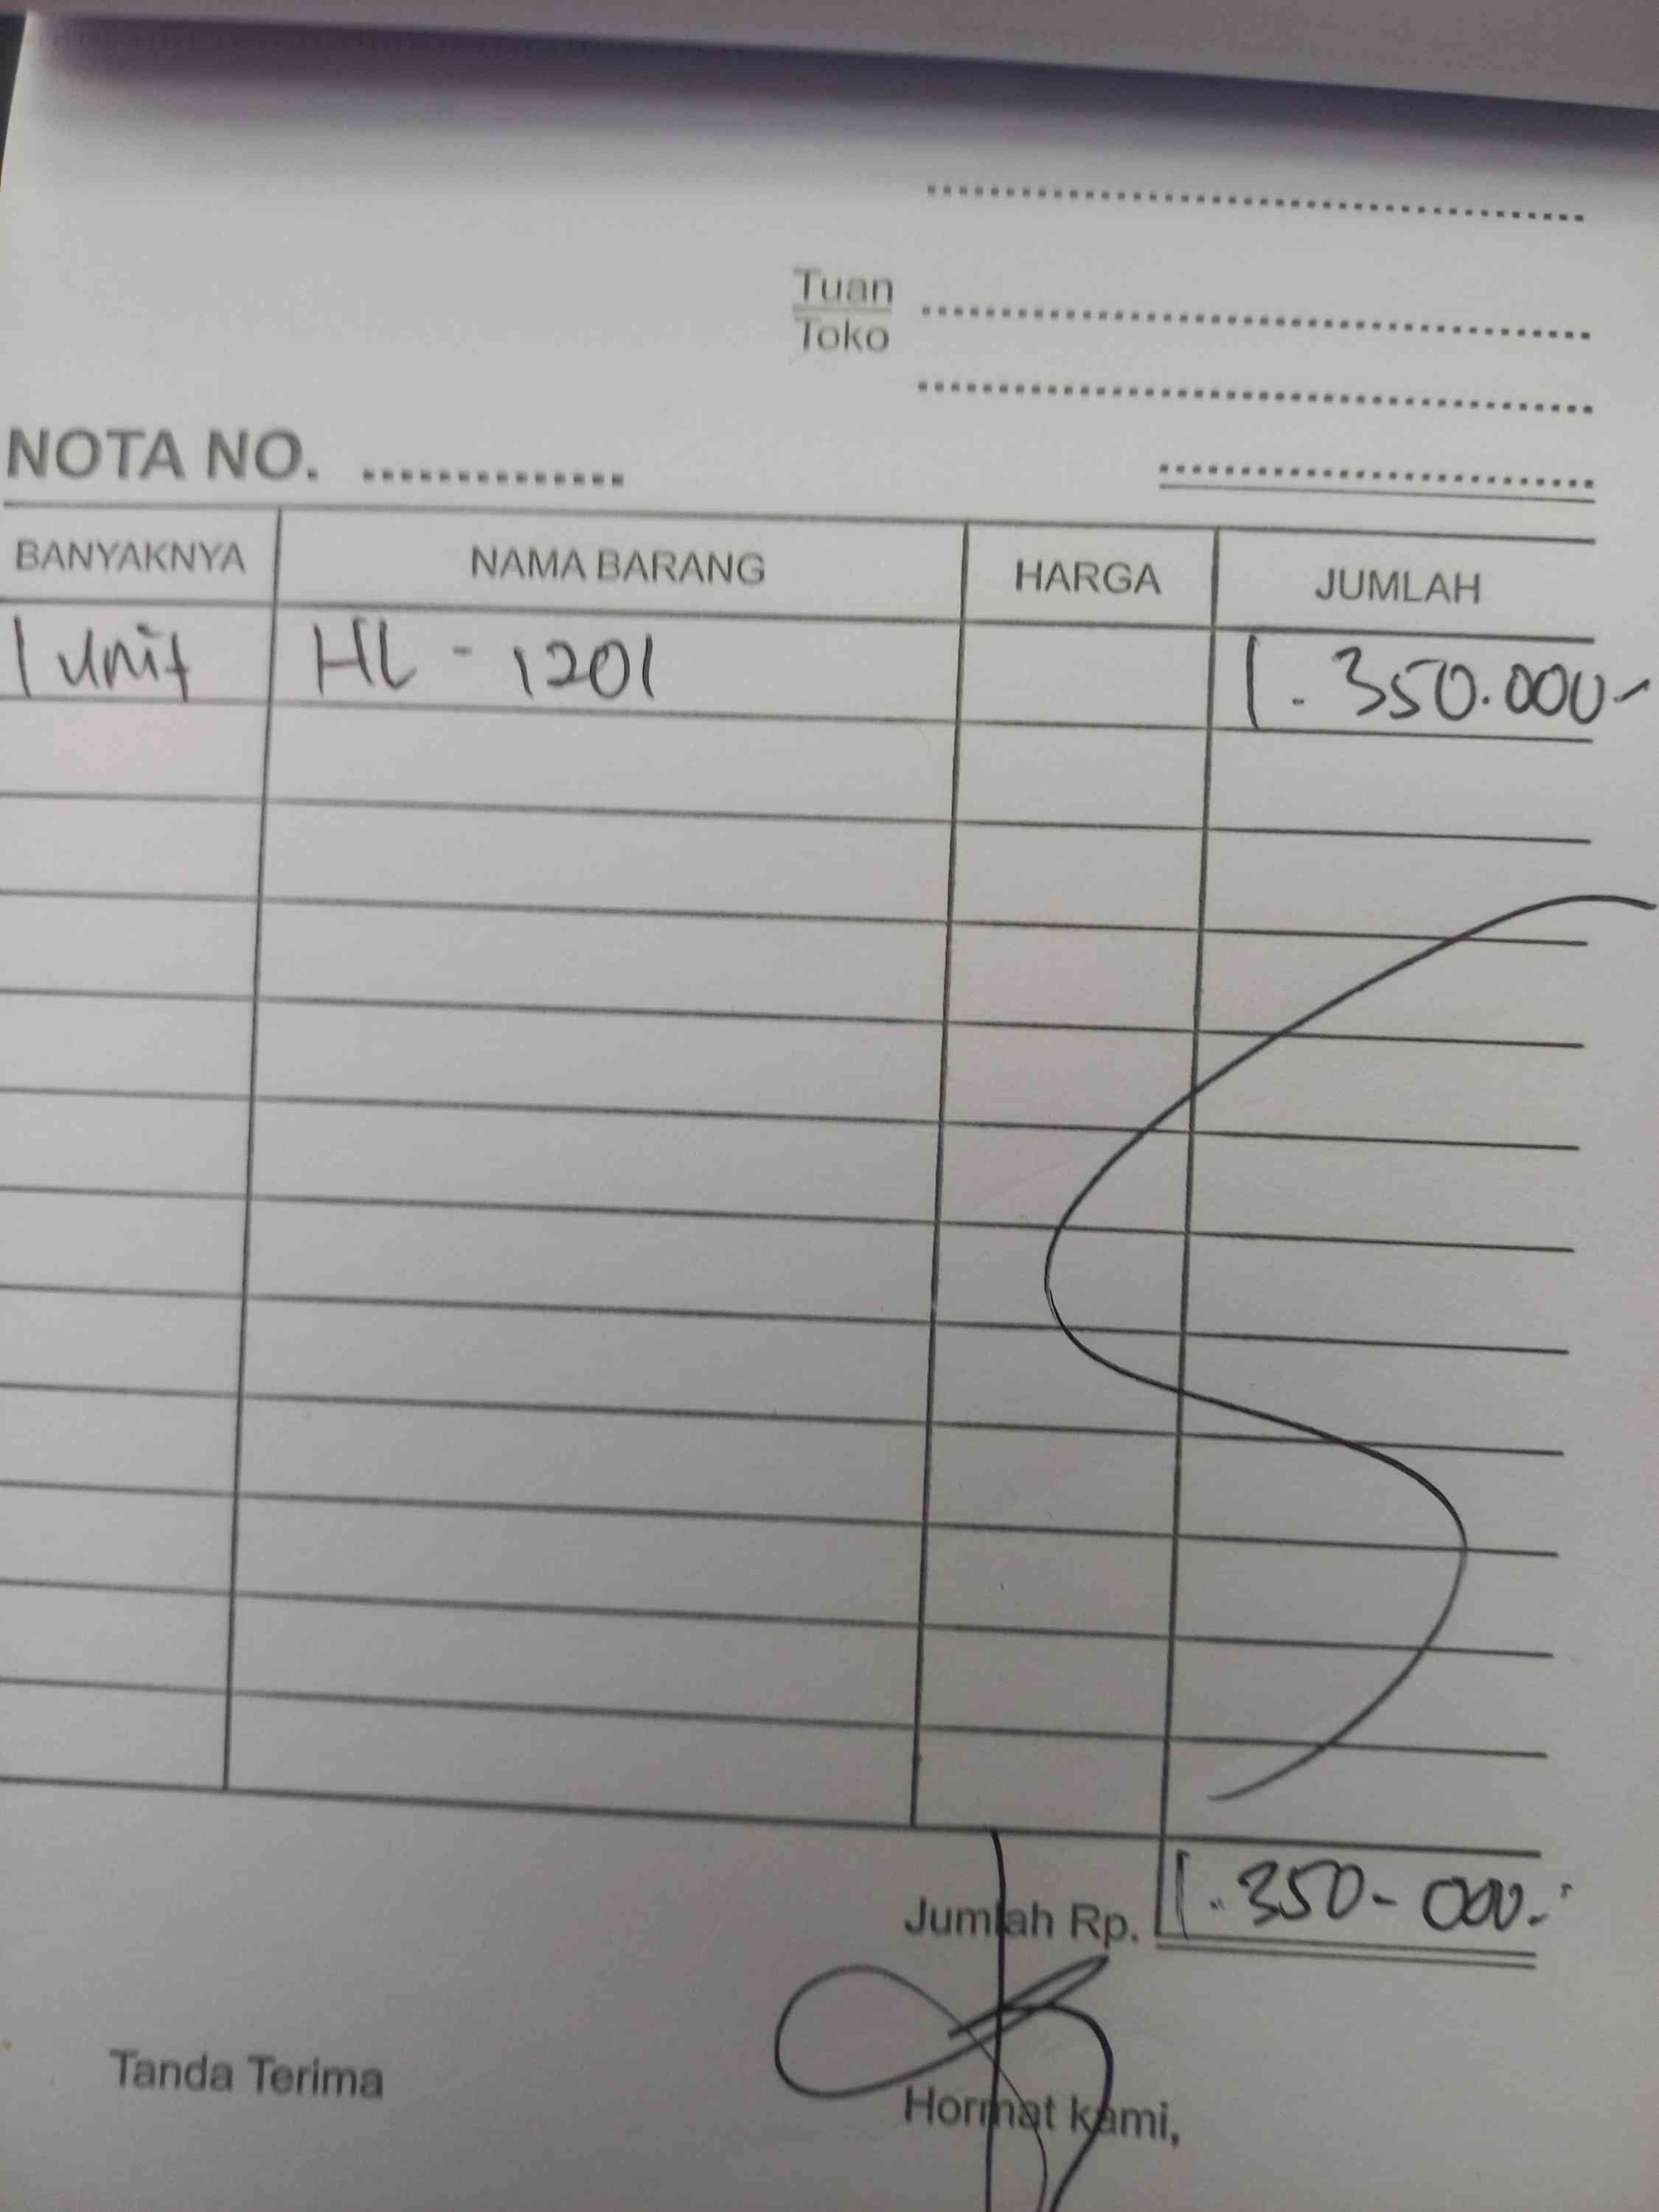 Tuan
Toko
NOTA NO.
BANYAKNYA NAMA BARANG HARGA JUMLAH
1 unit HL - 1201 1.350.000-
Jumlah Rp. 1.350-000.-
Tanda Terima
Hormat kami,